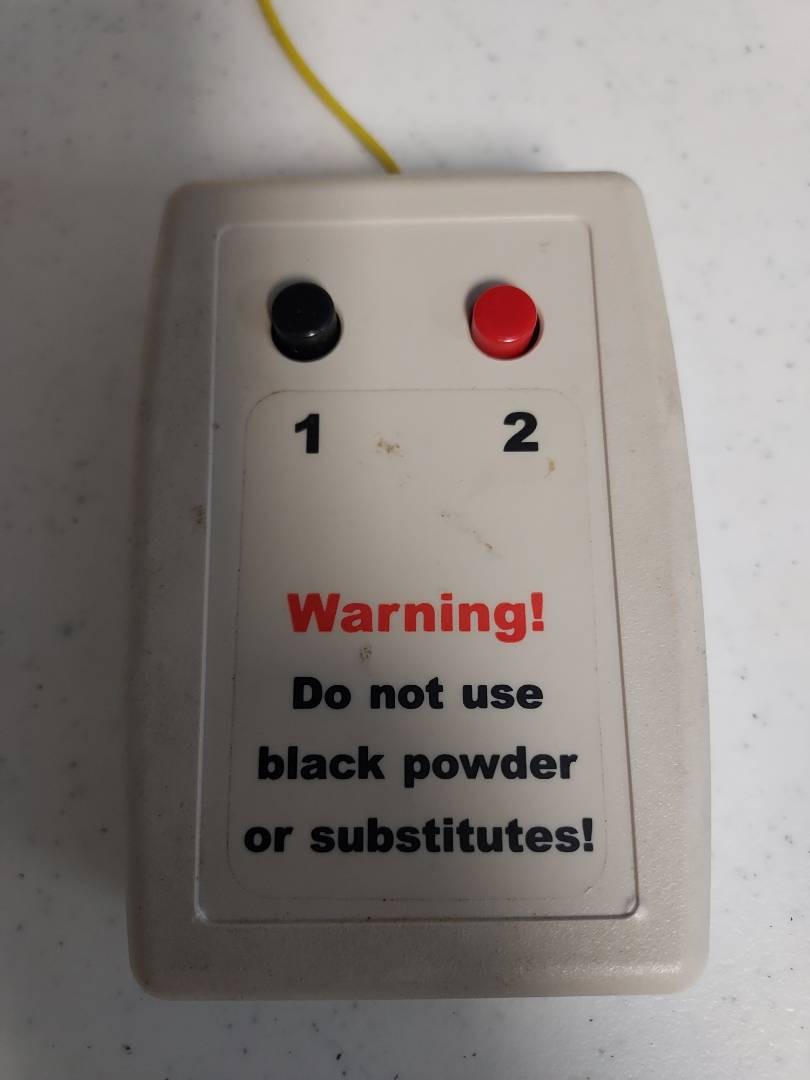 1 2
Warning!
Do not use
black powder
or substitutes!